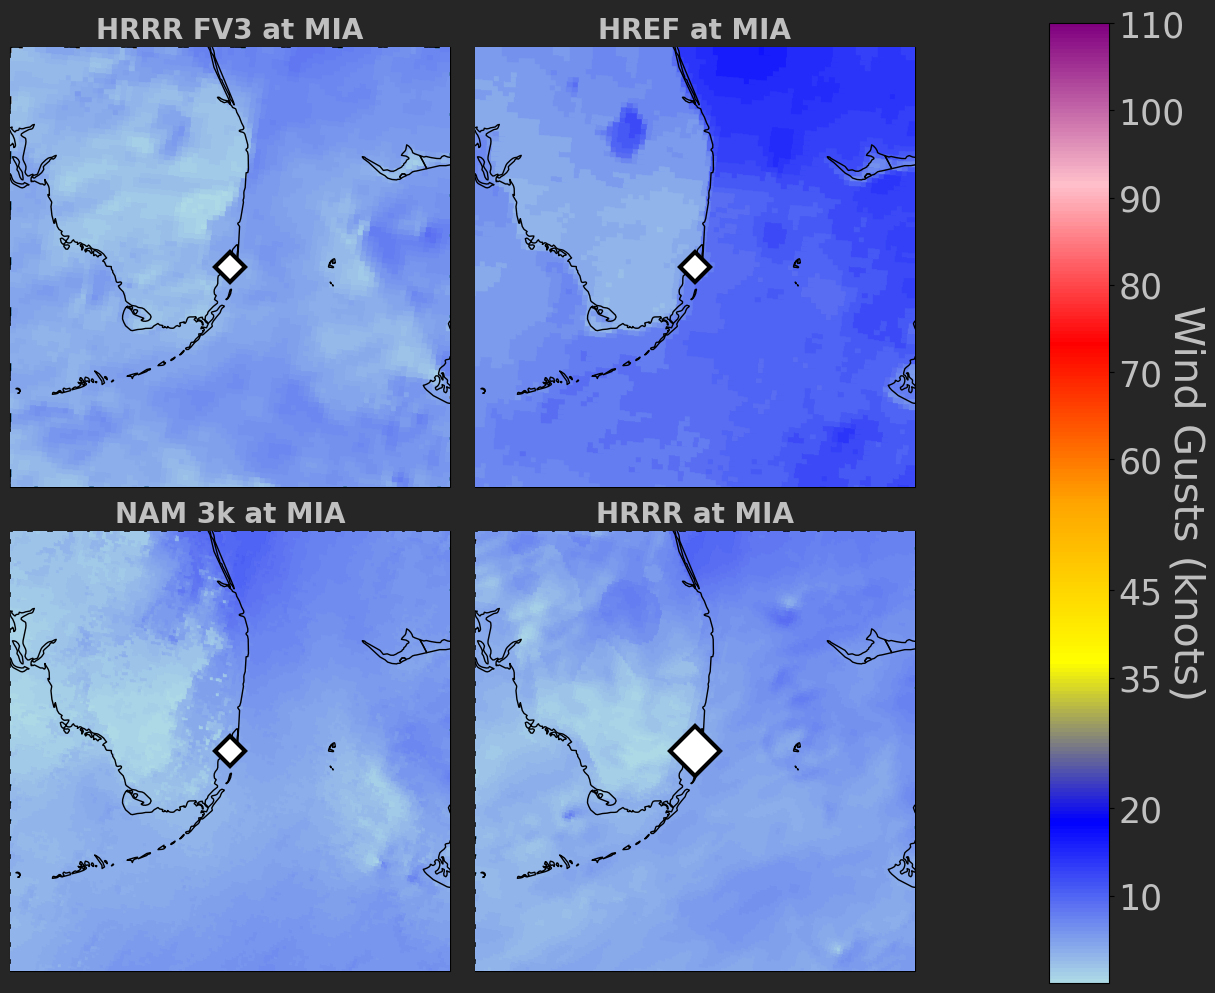 HRRR FV3 at MIA
HREF at MIA
NAM 3k at MIA
HRRR at MIA
110
100
90
80
70
60
45
35
20
10
Wind Gusts (knots)